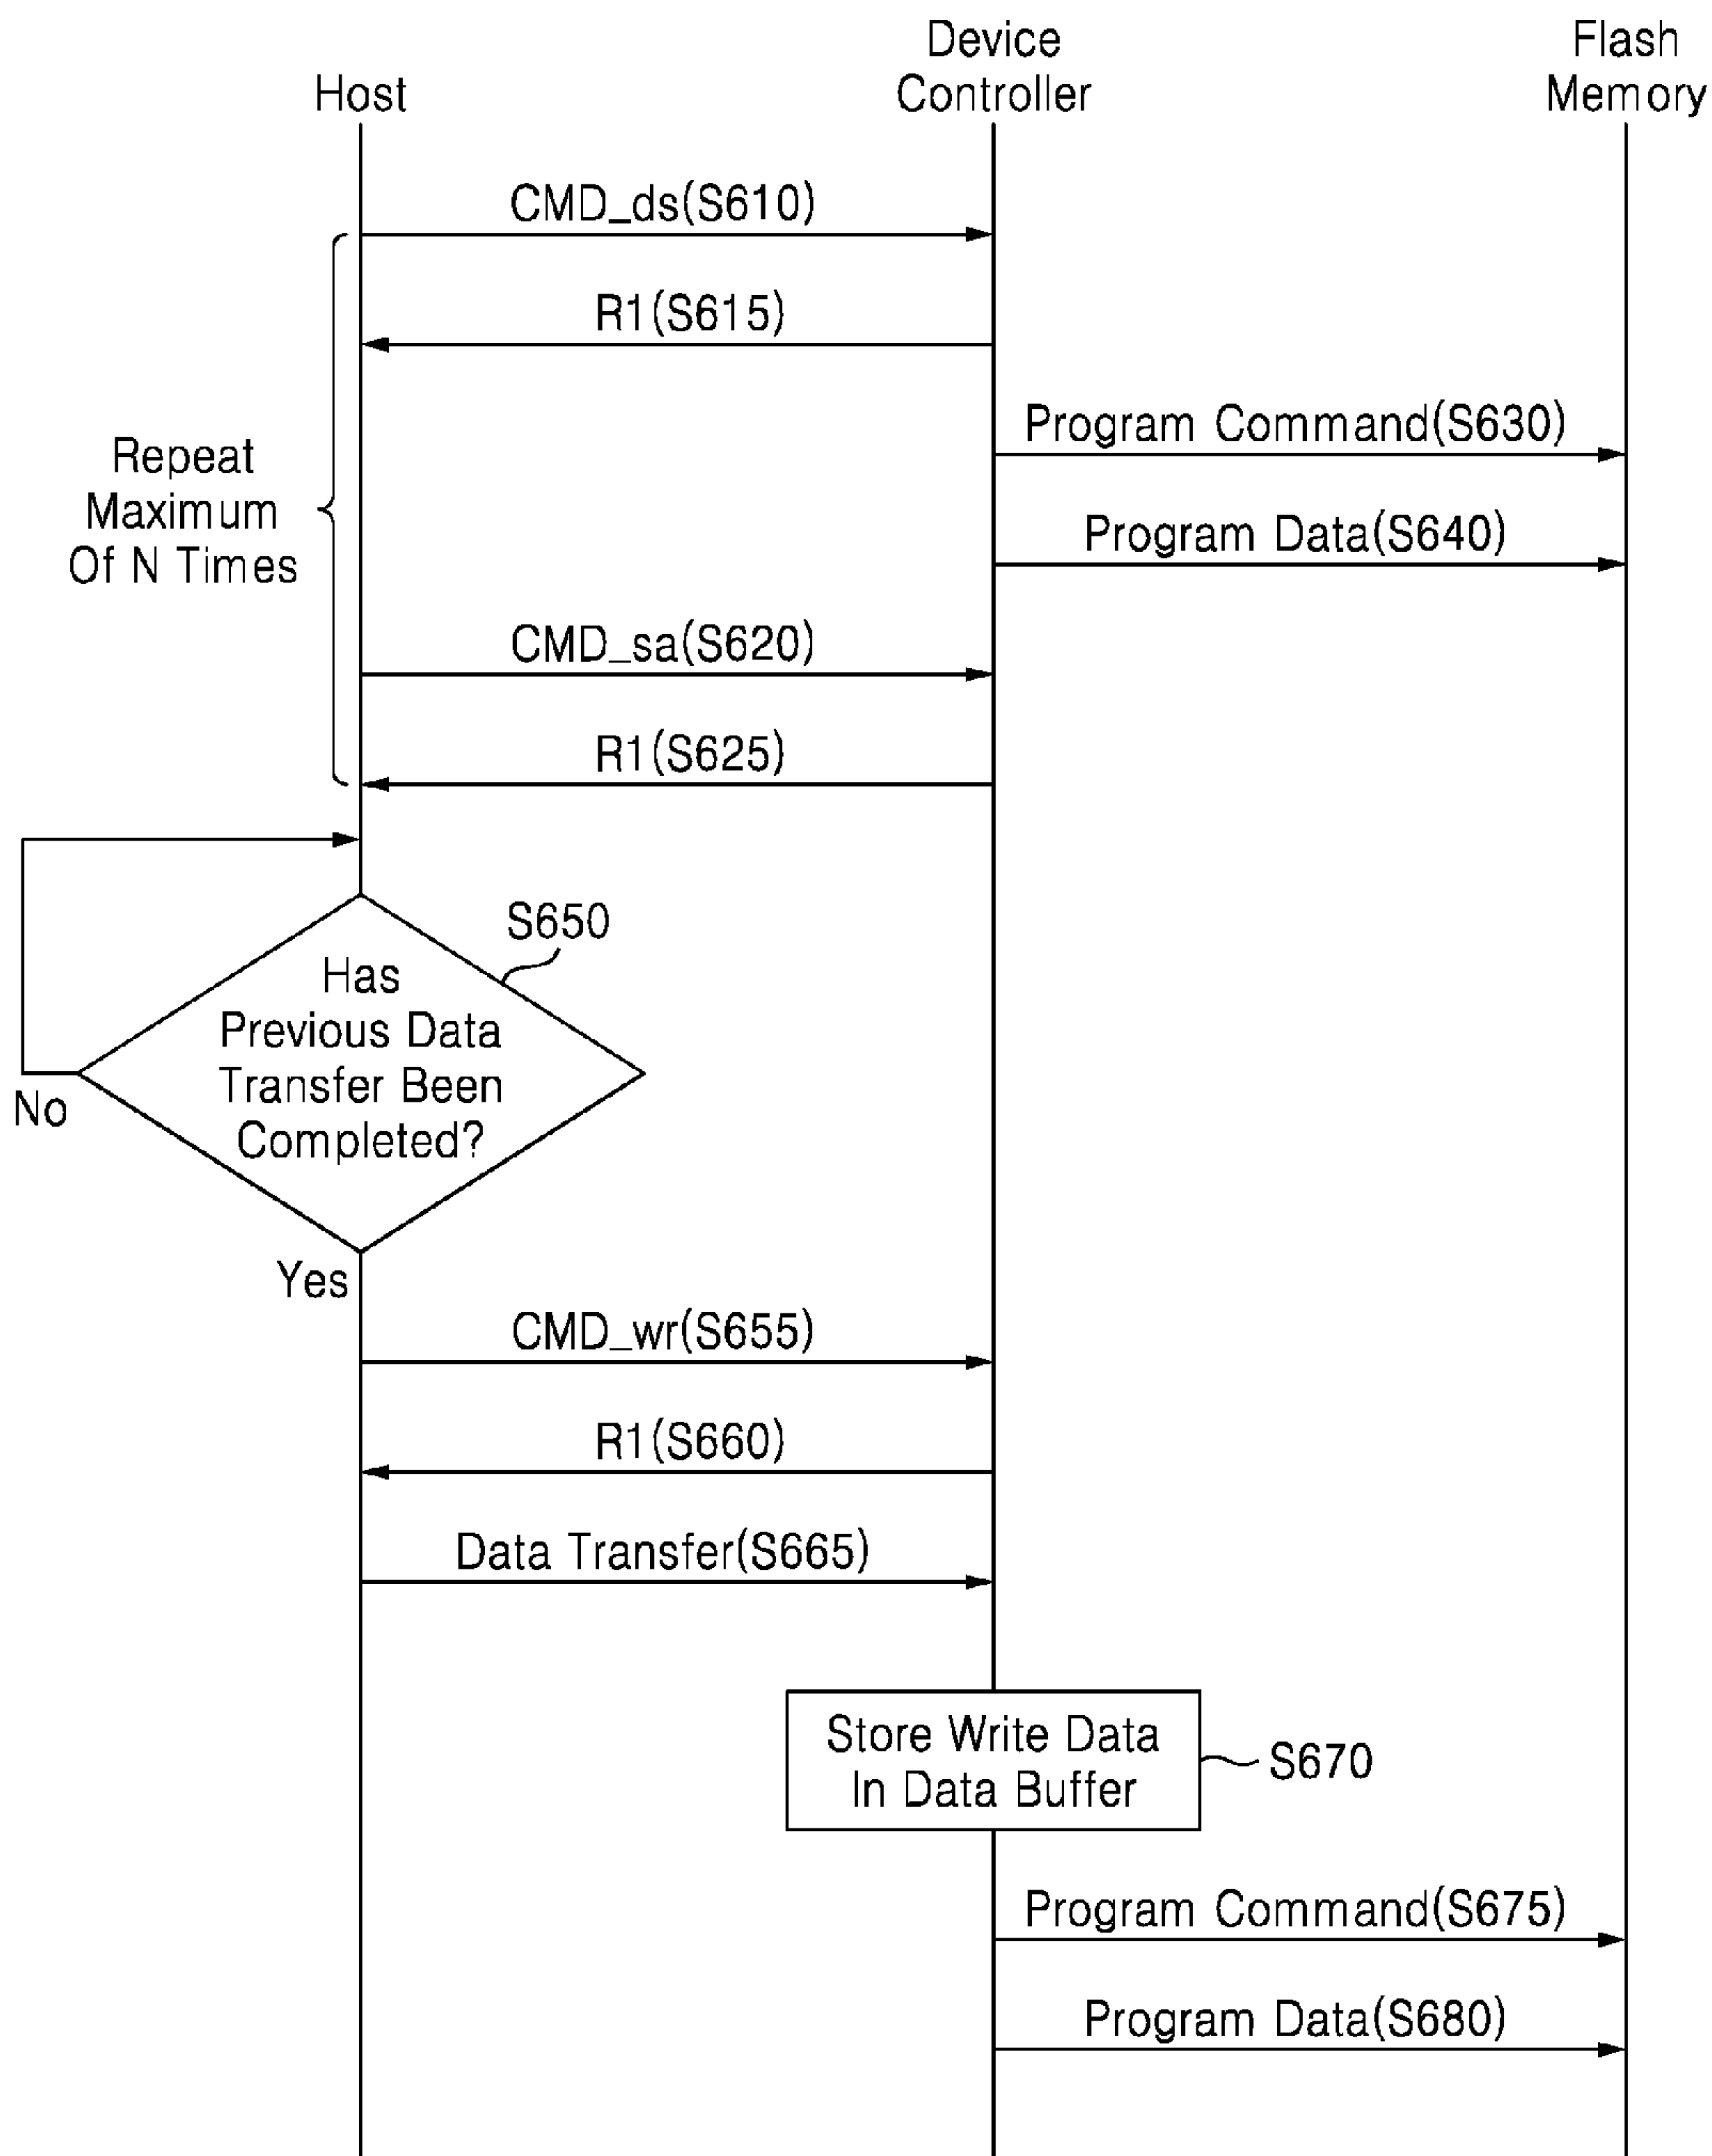 Host
Device
Controller
Flash
Memory
CMD_ds(S610)
R1(S615)
Program Command(S630)
Repeat
Maximum
Of N Times
Program Data(S640)
CMD_sa(S620)
R1(S625)
S650
Has
Previous Data
Transfer Been
Completed?
No
Yes
CMD_wr(S655)
R1(S660)
Data Transfer(S665)
Store Write Data
In Data Buffer
S670
Program Command(S675)
Program Data(S680)